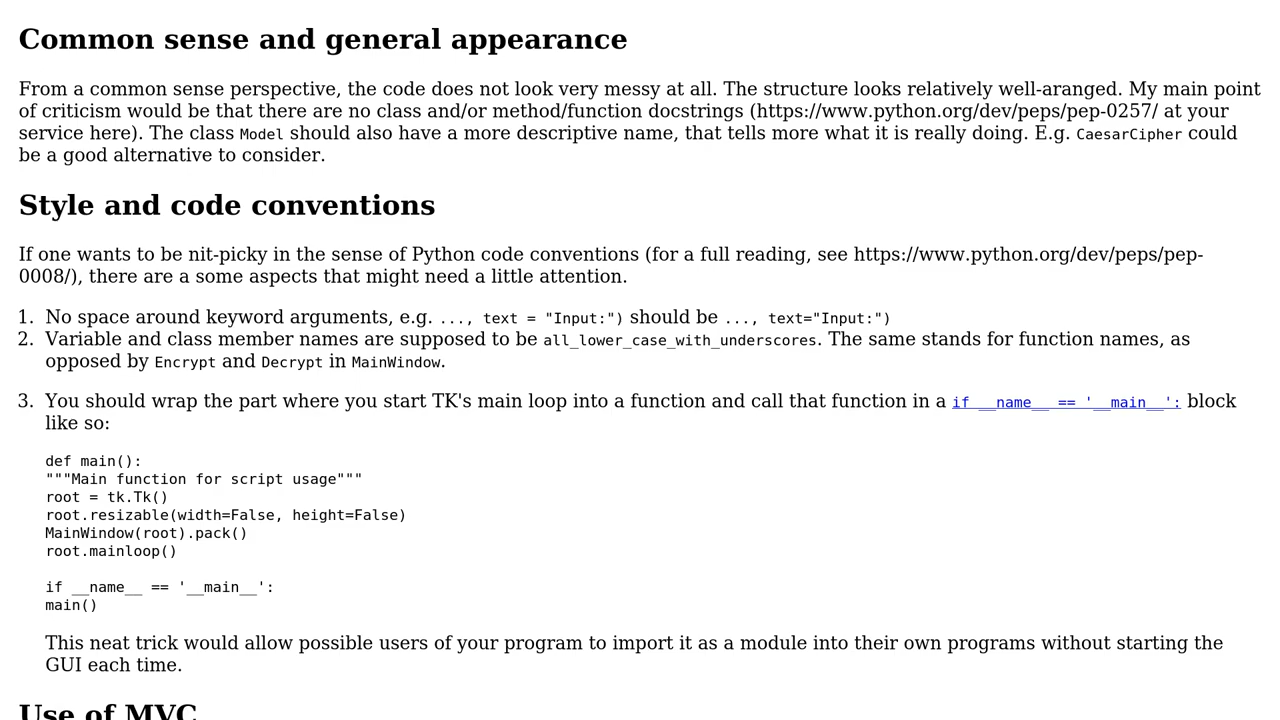 Common sense and general appearance
From a common sense perspective, the code does not look very messy at all. The structure looks relatively well-aranged. My main point
of criticism would be that there are no class and/or method/function docstrings (https://www.python.org/dev/peps/pep-0257/ at your
service here). The class Model should also have a more descriptive name, that tells more what it is really doing. E.g. CaesarCipher could
be a good alternative to consider.
Style and code conventions
If one wants to be nit-picky in the sense of Python code conventions (for a full reading, see https://www.python.org/dev/peps/pep-
0008/), there are a some aspects that might need a little attention.
1. No space around keyword arguments, e.g. ..., text = "Input:") should be ..., text="Input:")
2. Variable and class member names are supposed to be all_lower_case_with_underscores. The same stands for function names, as
opposed by Encrypt and Decrypt in MainWindow.
3. You should wrap the part where you start TK's main loop into a function and call that function in a if __name__ == '__main__': block
like so:
def main():
"""Main function for script usage"""
root = tk.Tk()
root.resizable(width=False, height=False)
MainWindow(root).pack()
root.mainloop()
if __name__ == '__main__':
main()
This neat trick would allow possible users of your program to import it as a module into their own programs without starting the
GUI each time.
Use of MVC